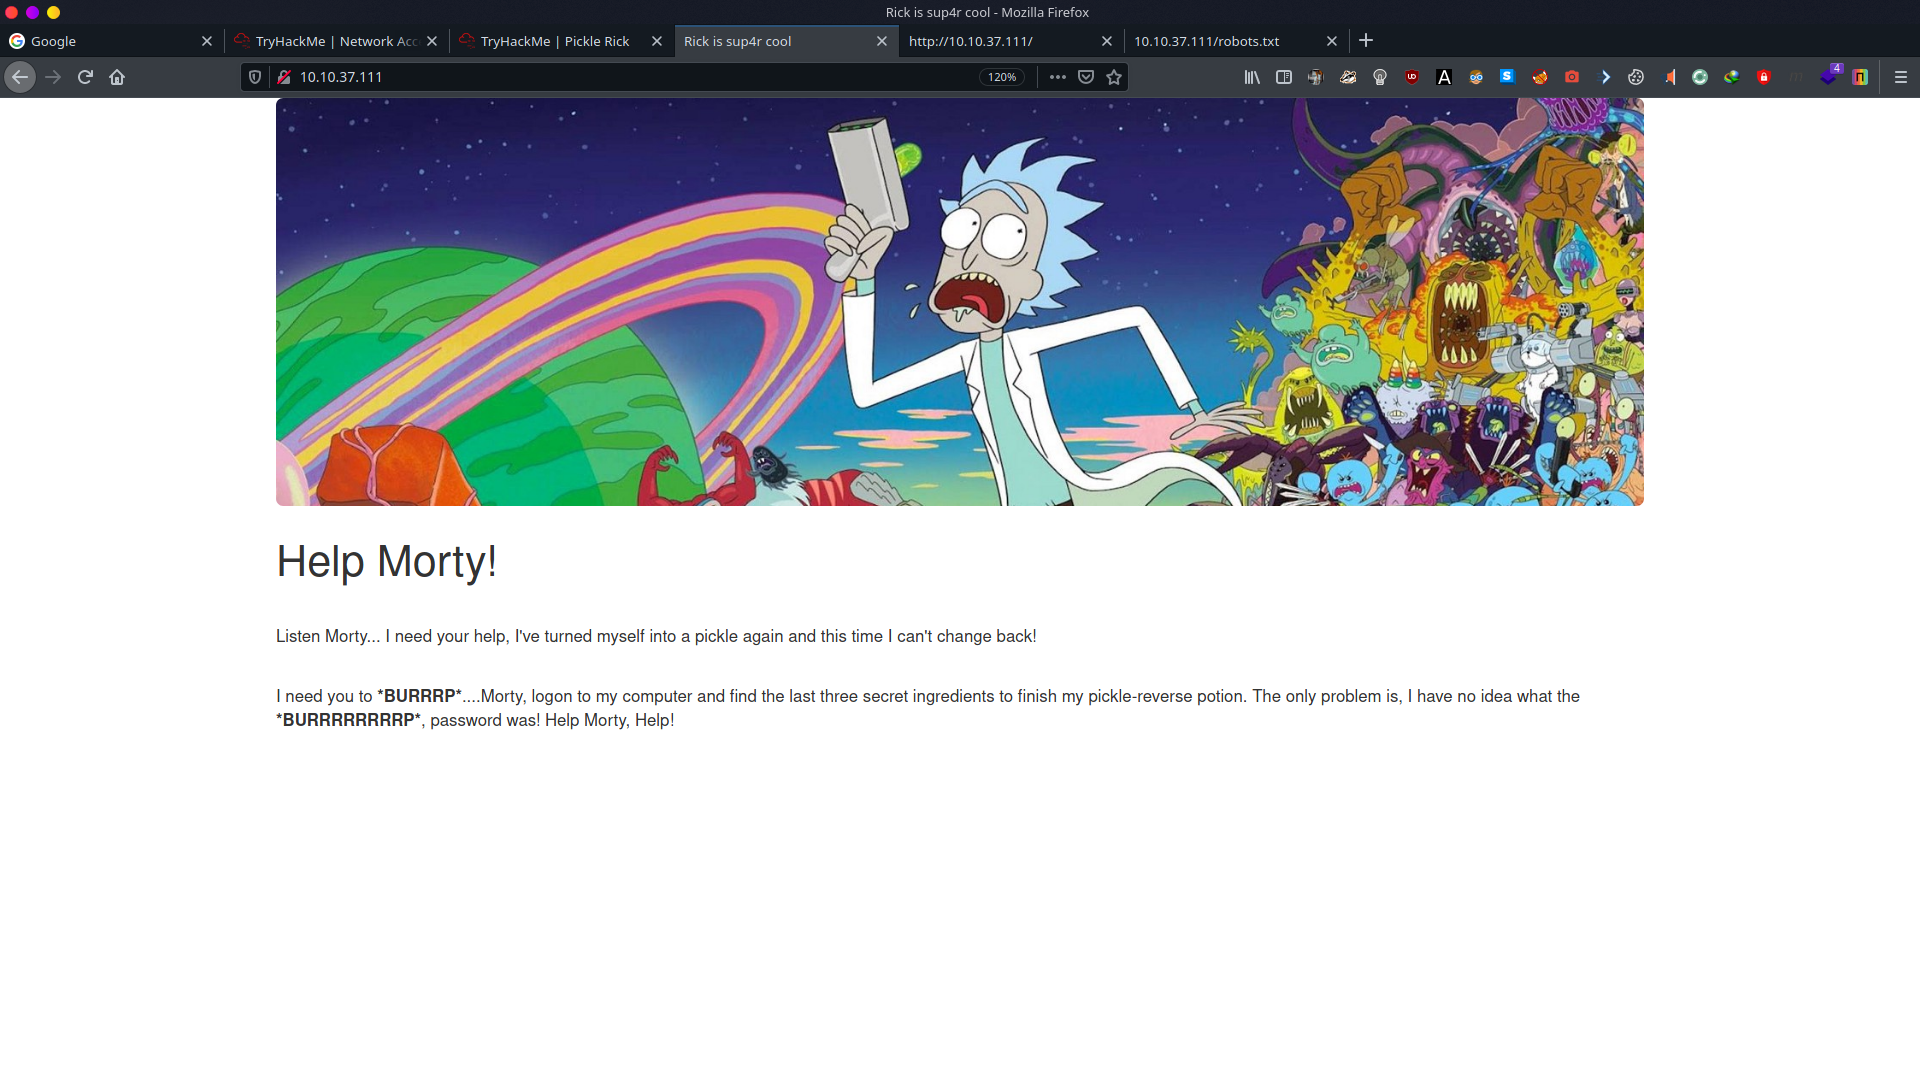 Rick is sup4r cool - Mozilla Firefox
Google
TryHackMe | Network Acc
TryHackMe | Pickle Rick
Rick is sup4r cool
http://10.10.37.111/
10.10.37.111/robots.txt
10.10.37.111
120%
4
Help Morty!
Listen Morty... I need your help, I've turned myself into a pickle again and this time I can't change back!
I need you to *BURRRP*....Morty, logon to my computer and find the last three secret ingredients to finish my pickle-reverse potion. The only problem is, I have no idea what the
*BURRRRRRRRP*, password was! Help Morty, Help!